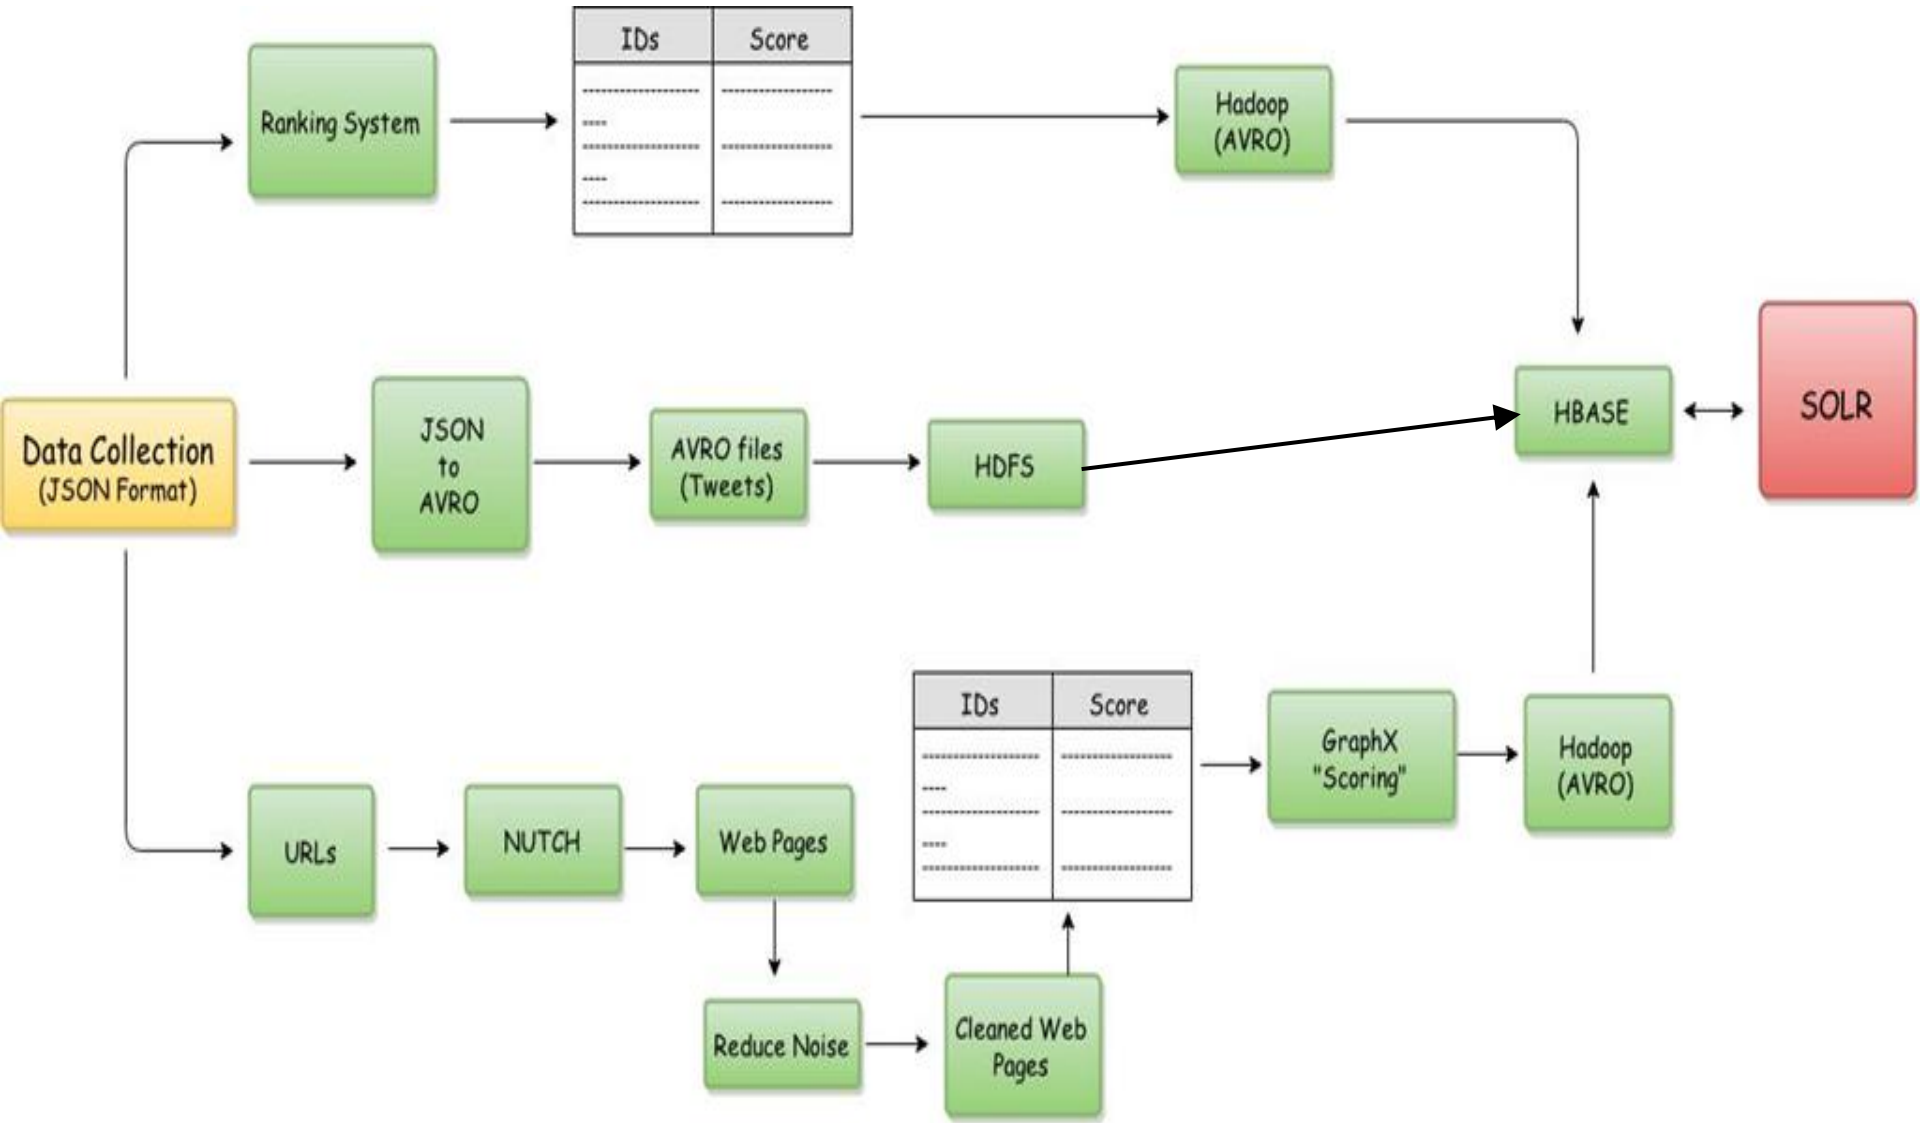 IDs Score
Ranking System
Hadoop
(AVRO)
Data Collection
(JSON Format)
JSON
to
AVRO
AVRO files
(Tweets)
HDFS
HBASE
SOLR
URLs
NUTCH
Web Pages
Reduce Noise
Cleaned Web
Pages
IDs Score
GraphX
"Scoring"
Hadoop
(AVRO)